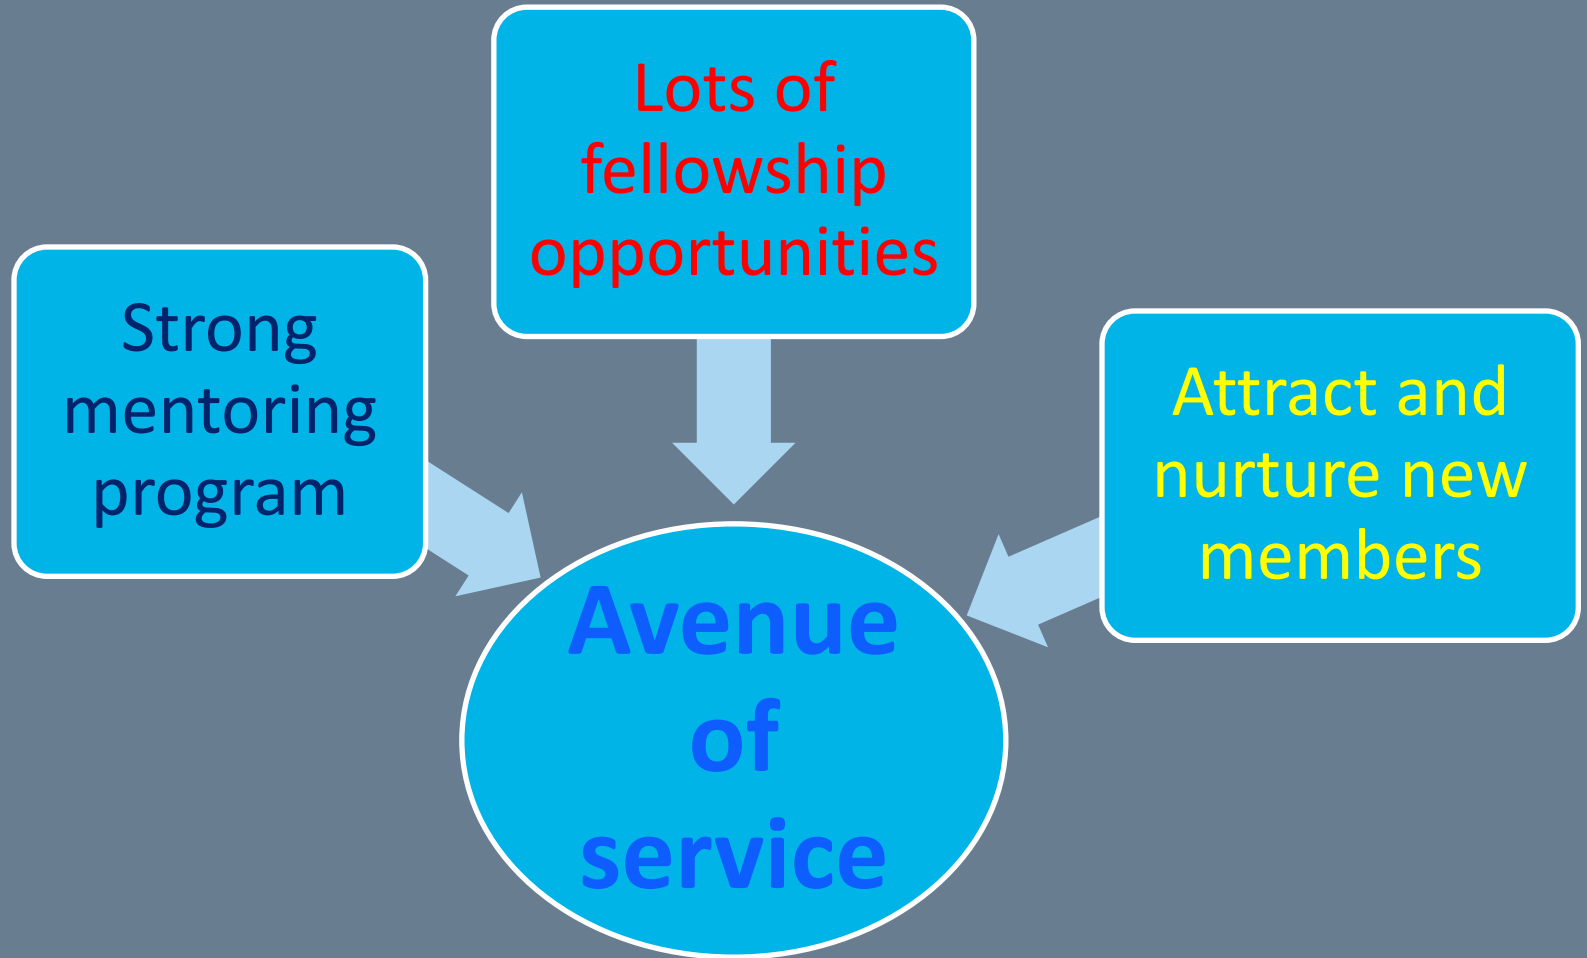 Lots of
fellowship
opportunities
Strong
mentoring
program
Attract and
nurture new
members
Avenue
of
service